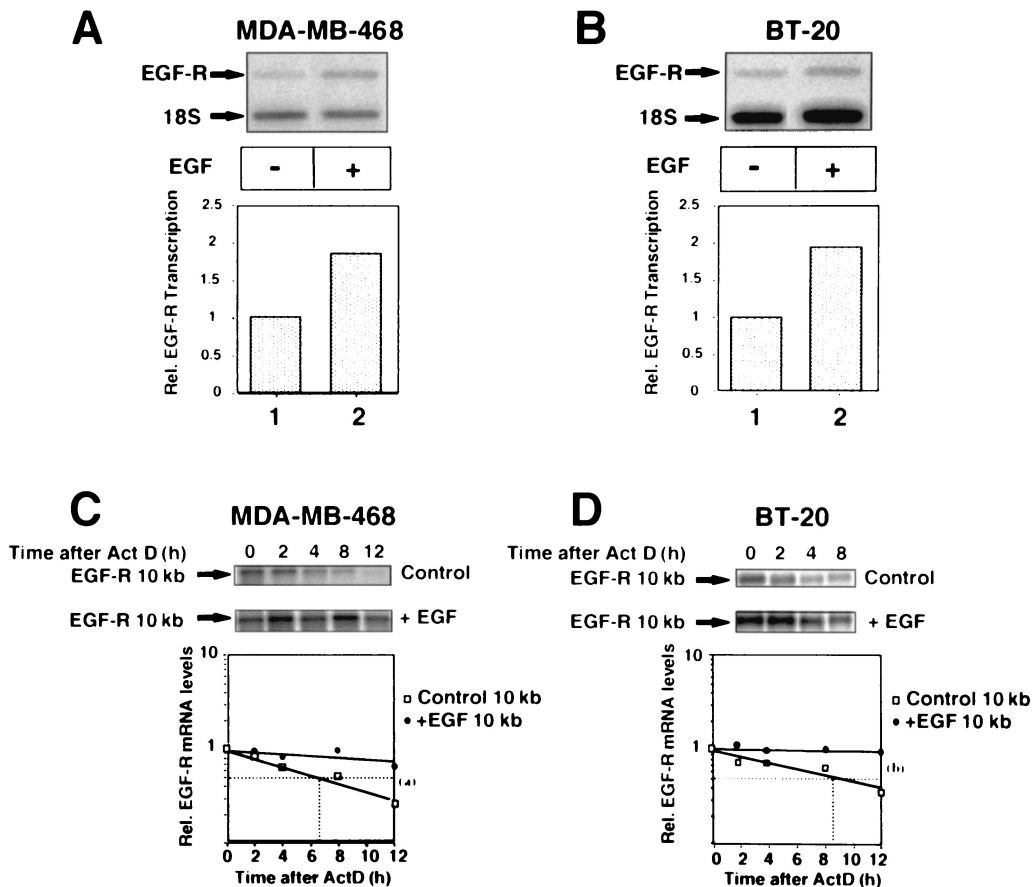 A
MDA-MB-468
EGF-R
18S
EGF - +
Rel. EGF-R Transcription
2.5
2
1.5
1
0.5
0
1 2
B
BT-20
EGF-R
18S
EGF - +
Rel. EGF-R Transcription
2.5
2
1.5
1
0.5
0
1 2
C
MDA-MB-468
Time after Act D (h) 0 2 4 8 12
EGF-R 10 kb Control
EGF-R 10 kb + EGF
Rel. EGF-R mRNA levels
10
1
Control 10 kb
+EGF 10 kb
(a)
0 2 4 6 8 10 12
Time after ActD (h)
D
BT-20
Time after Act D (h) 0 2 4 8
EGF-R 10 kb Control
EGF-R 10 kb + EGF
Rel. EGF-R mRNA levels
10
1
Control 10 kb
+EGF 10 kb
(b)
0 2 4 6 8 10 12
Time after ActD (h)